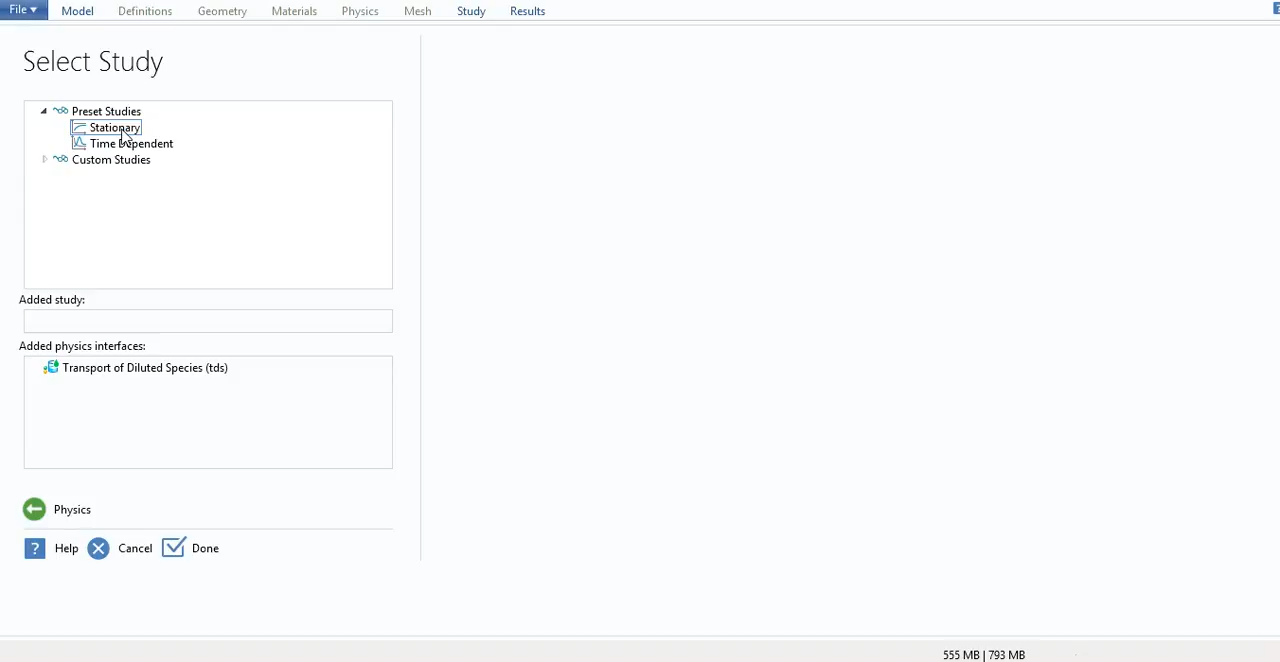 File ▾ Model Definitions Geometry Materials Physics Mesh Study Results
Select Study
Preset Studies
Stationary
Time Dependent
Custom Studies
Added study:
Added physics interfaces:
Transport of Diluted Species (tds)
Physics
? Help Cancel Done
555 MB | 793 MB